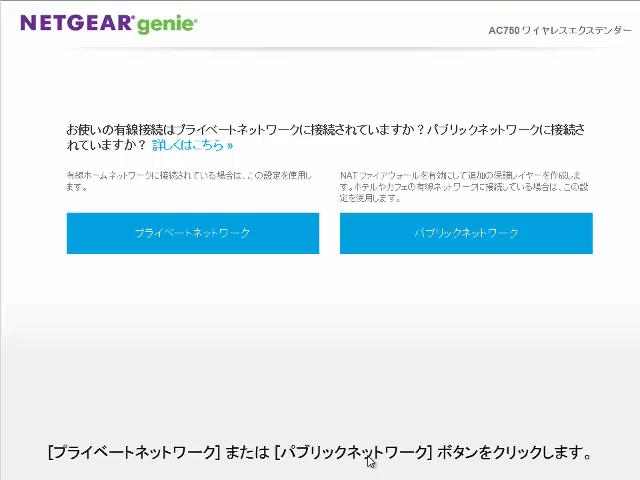 NETGEAR genie
AC750 ワイヤレスエクステンダー
お使いの有線接続はプライベートネットワークに接続されていますか？パブリックネットワークに接続さ
れていますか？ 詳しくはこちら »
有線ホームネットワークに接続されている場合は、この設定を使用し
ます。
NAT ファイアウォールを有効にして追加の保護レイヤーを作成しま
す。ホテルやカフェの有線ネットワークに接続している場合は、この設
定を使用します。
プライベートネットワーク
パブリックネットワーク
[プライベートネットワーク] または [パブリックネットワーク] ボタンをクリックします。